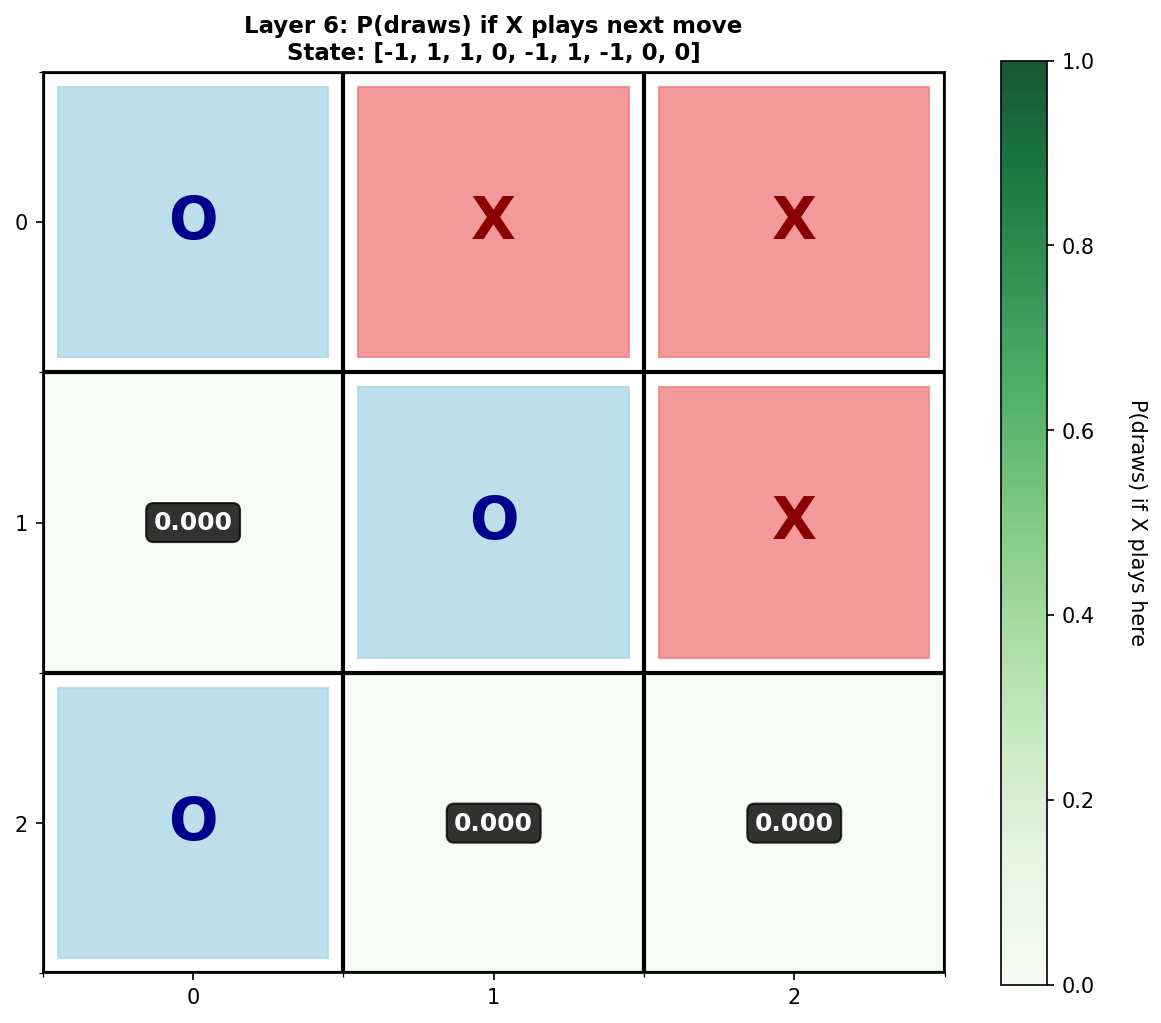 Layer 6: P(draws) if X plays next move
State: [-1, 1, 1, 0, -1, 1, -1, 0, 0]
O X X
0.000 O X
O 0.000 0.000
0
1
2
0 1 2
1.0
0.8
0.6
0.4
0.2
0.0
P(draws) if X plays here